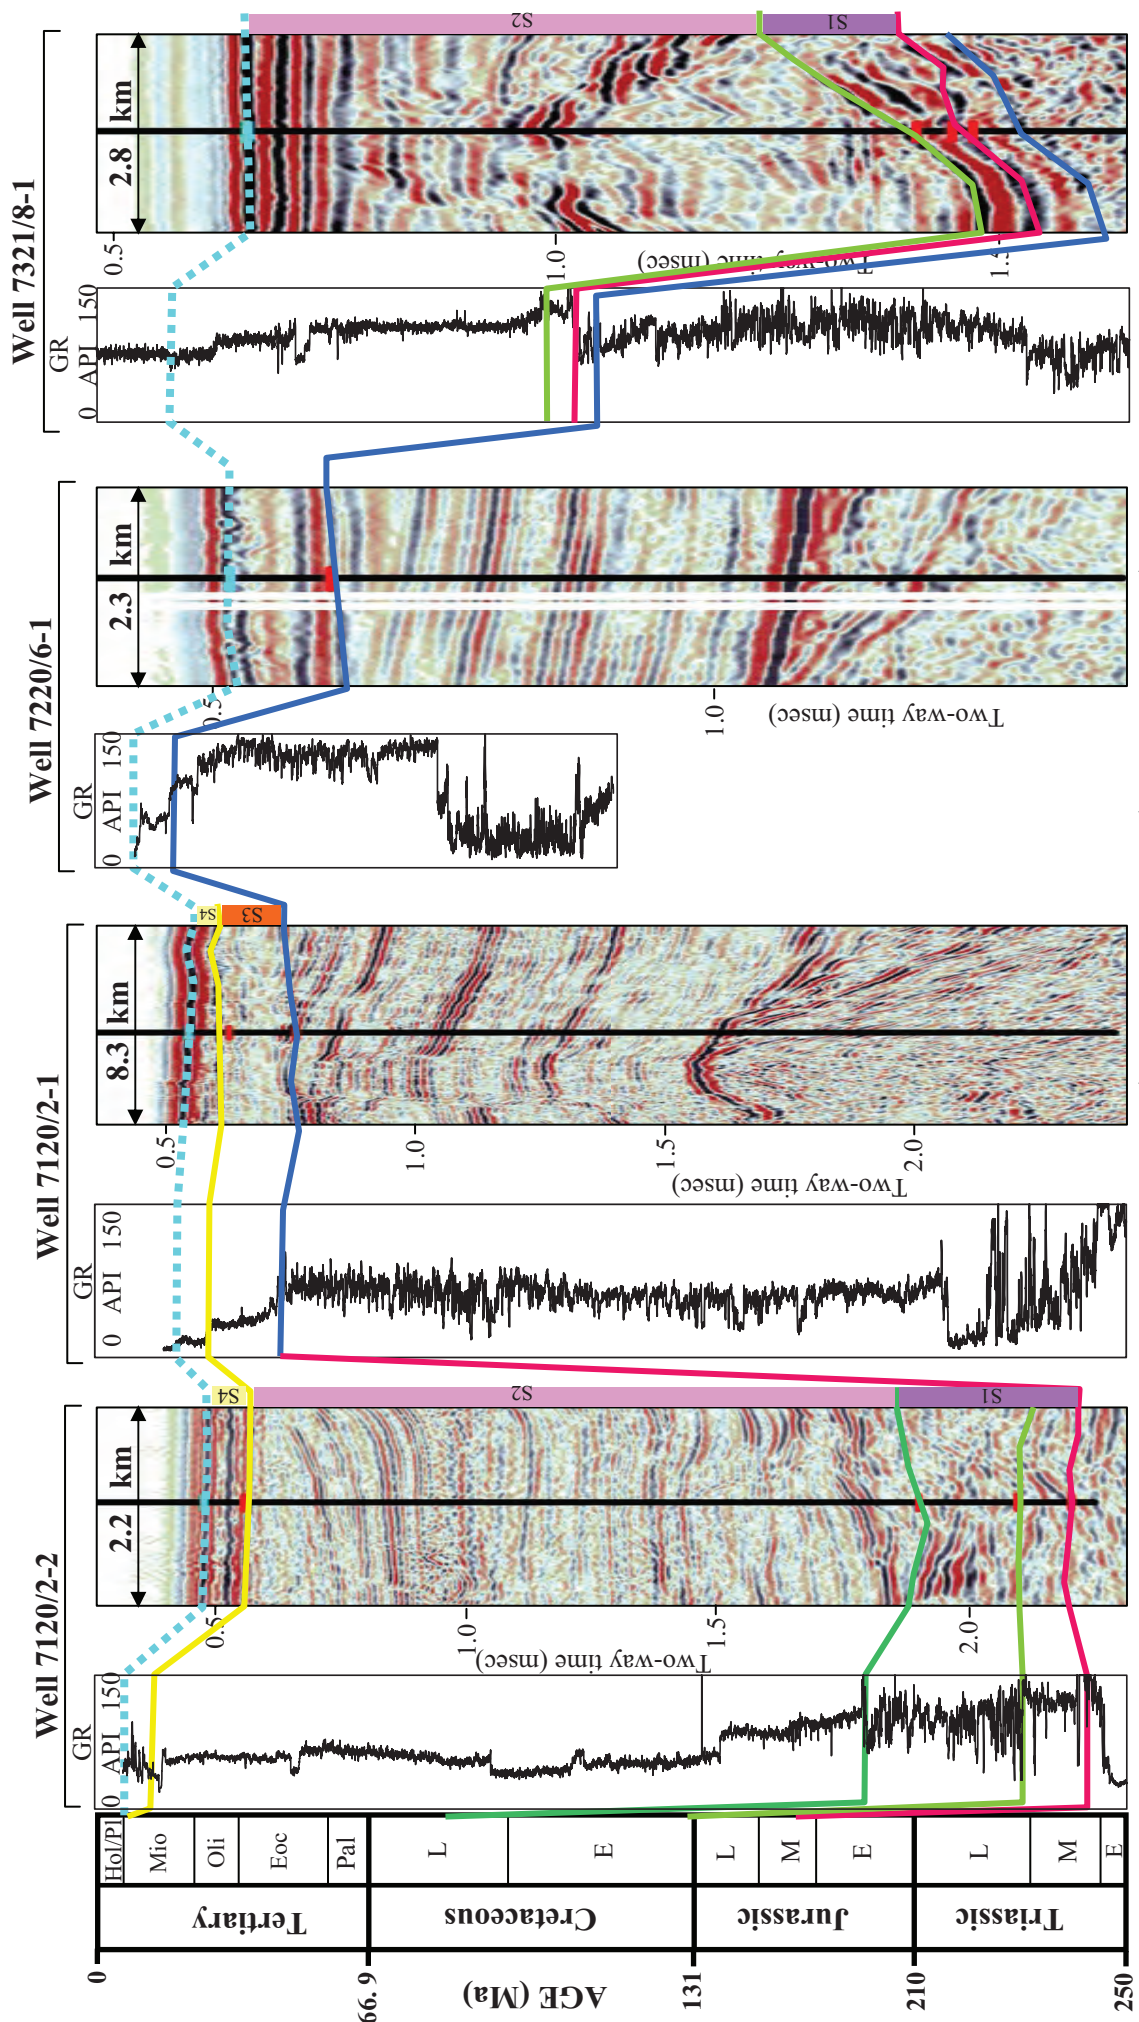 Well 7120/2-2
Well 7120/2-1
Well 7220/6-1
Well 7321/8-1
AGE (Ma)
0
66. 9
131
210
250
Tertiary
Cretaceous
Jurassic
Triassic
Hol/Pl
Mio
Oli
Eoc
Pal
L
E
L
M
E
L
M
E
GR
0 API 150
2.2 km
0.5
1.0
1.5
2.0
Two-way time (msec)
S4
S2
S1
GR
0 API 150
8.3 km
0.5
1.0
1.5
2.0
Two-way time (msec)
S4
S3
GR
0 API 150
2.3 km
0.5
1.0
Two-way time (msec)
GR
0 API 150
2.8 km
0.5
1.0
1.5
Two-way time (msec)
S2
S1